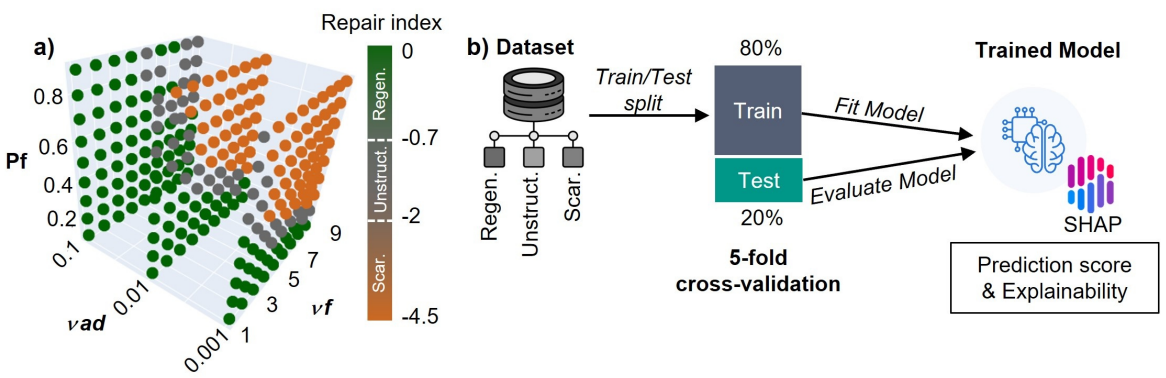 a)
Repair index
0
-0.7
-2
-4.5
Regen.
Unstruct.
Scar.
Pf
0.8
0.6
0.4
0.2
0.1
0.01
0.001
νad
1
3
5
7
9
νf
b) Dataset
Regen.
Unstruct.
Scar.
Train/Test
split
80%
Train
Test
20%
5-fold
cross-validation
Fit Model
Evaluate Model
Trained Model
SHAP
Prediction score
& Explainability